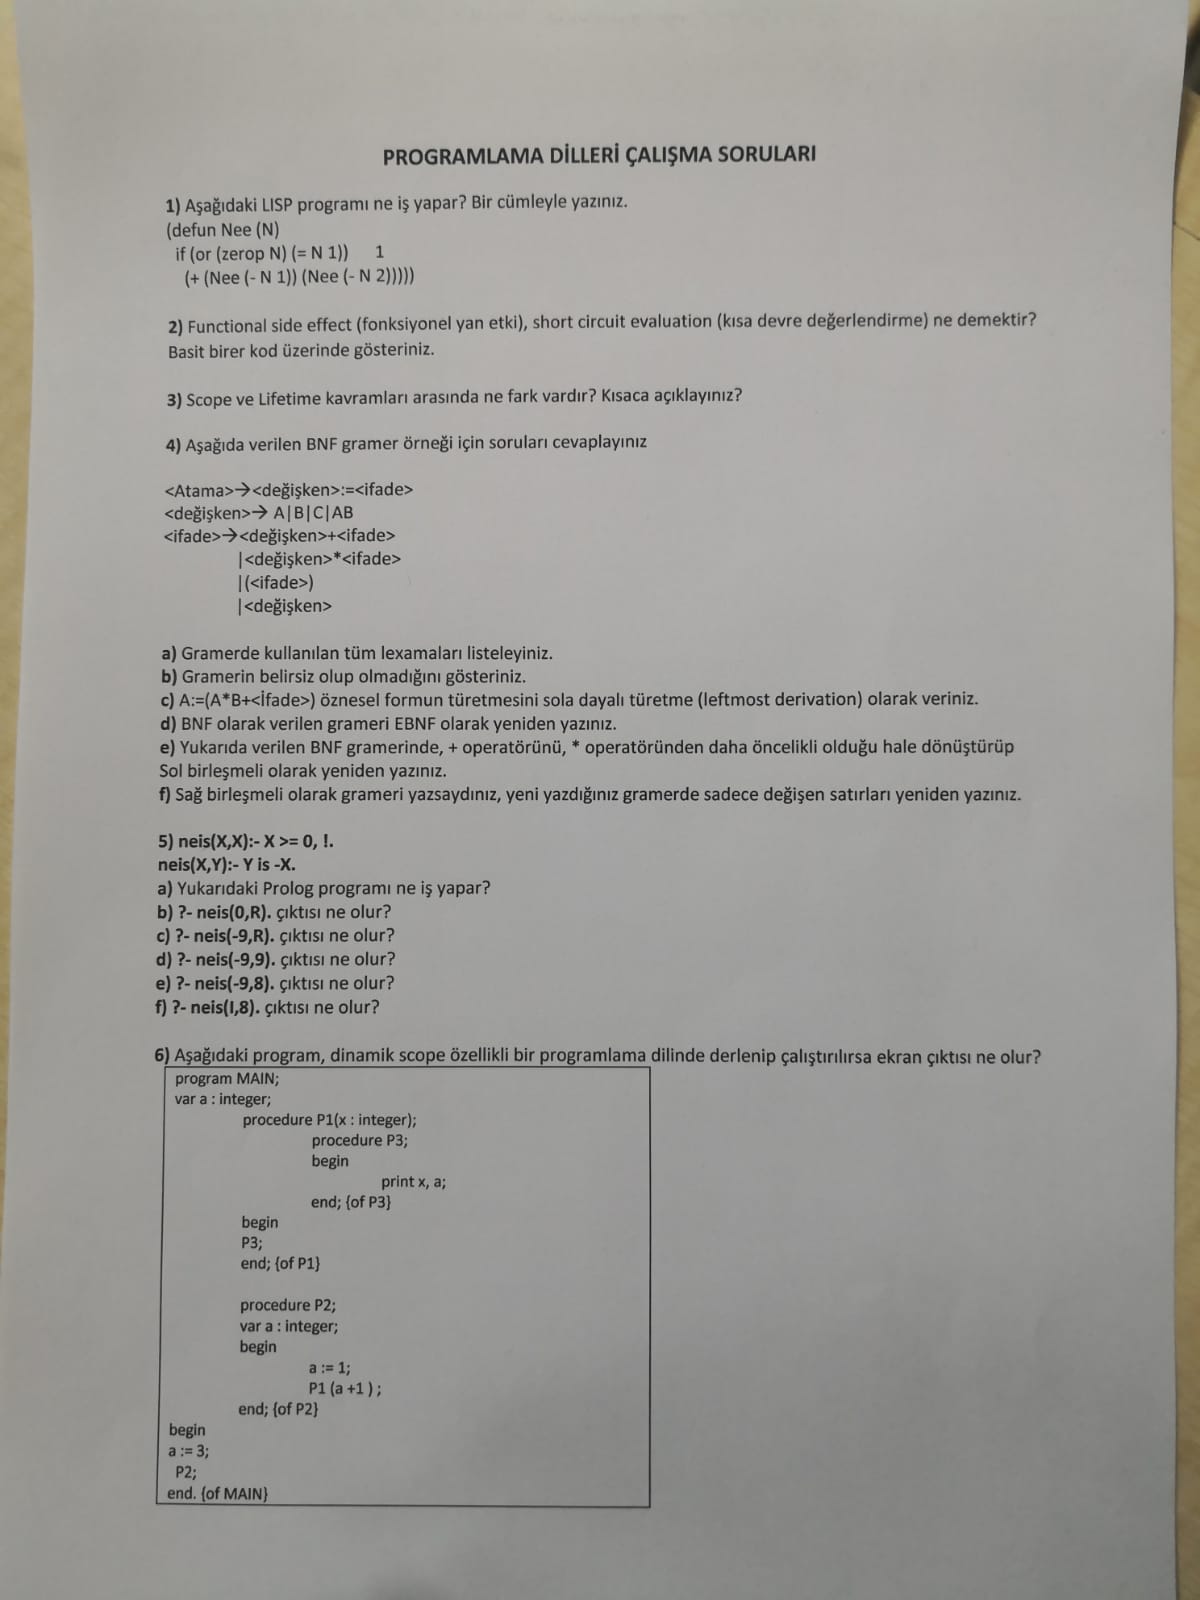 PROGRAMLAMA DİLLERİ ÇALIŞMA SORULARI
1) Aşağıdaki LISP programı ne iş yapar? Bir cümleyle yazınız.
(defun Nee (N)
if (or (zerop N) (= N 1)) 1
(+ (Nee (- N 1)) (Nee (- N 2)))))
2) Functional side effect (fonksiyonel yan etki), short circuit evaluation (kısa devre değerlendirme) ne demektir?
Basit birer kod üzerinde gösteriniz.
3) Scope ve Lifetime kavramları arasında ne fark vardır? Kısaca açıklayınız?
4) Aşağıda verilen BNF gramer örneği için soruları cevaplayınız
<Atama>→<değişken>:=<ifade>
<değişken>→ A|B|C|AB
<ifade>→<değişken>+<ifade>
|<değişken>*<ifade>
|(<ifade>)
|<değişken>
a) Gramerde kullanılan tüm lexamaları listeleyiniz.
b) Gramerin belirsiz olup olmadığını gösteriniz.
c) A:=(A*B+<İfade>) öznesel formun türetmesini sola dayalı türetme (leftmost derivation) olarak veriniz.
d) BNF olarak verilen grameri EBNF olarak yeniden yazınız.
e) Yukarıda verilen BNF gramerinde, + operatörünü, * operatöründen daha öncelikli olduğu hale dönüştürüp
Sol birleşmeli olarak yeniden yazınız.
f) Sağ birleşmeli olarak grameri yazsaydınız, yeni yazdığınız gramerde sadece değişen satırları yeniden yazınız.
5) neis(X,X):- X >= 0, !.
neis(X,Y):- Y is -X.
a) Yukarıdaki Prolog programı ne iş yapar?
b) ?- neis(0,R). çıktısı ne olur?
c) ?- neis(-9,R). çıktısı ne olur?
d) ?- neis(-9,9). çıktısı ne olur?
e) ?- neis(-9,8). çıktısı ne olur?
f) ?- neis(I,8). çıktısı ne olur?
6) Aşağıdaki program, dinamik scope özellikli bir programlama dilinde derlenip çalıştırılırsa ekran çıktısı ne olur?
program MAIN;
var a : integer;
procedure P1(x : integer);
procedure P3;
begin
print x, a;
end; {of P3}
begin
P3;
end; {of P1}
procedure P2;
var a : integer;
begin
a := 1;
P1 (a +1 ) ;
end; {of P2}
begin
a := 3;
P2;
end. {of MAIN}